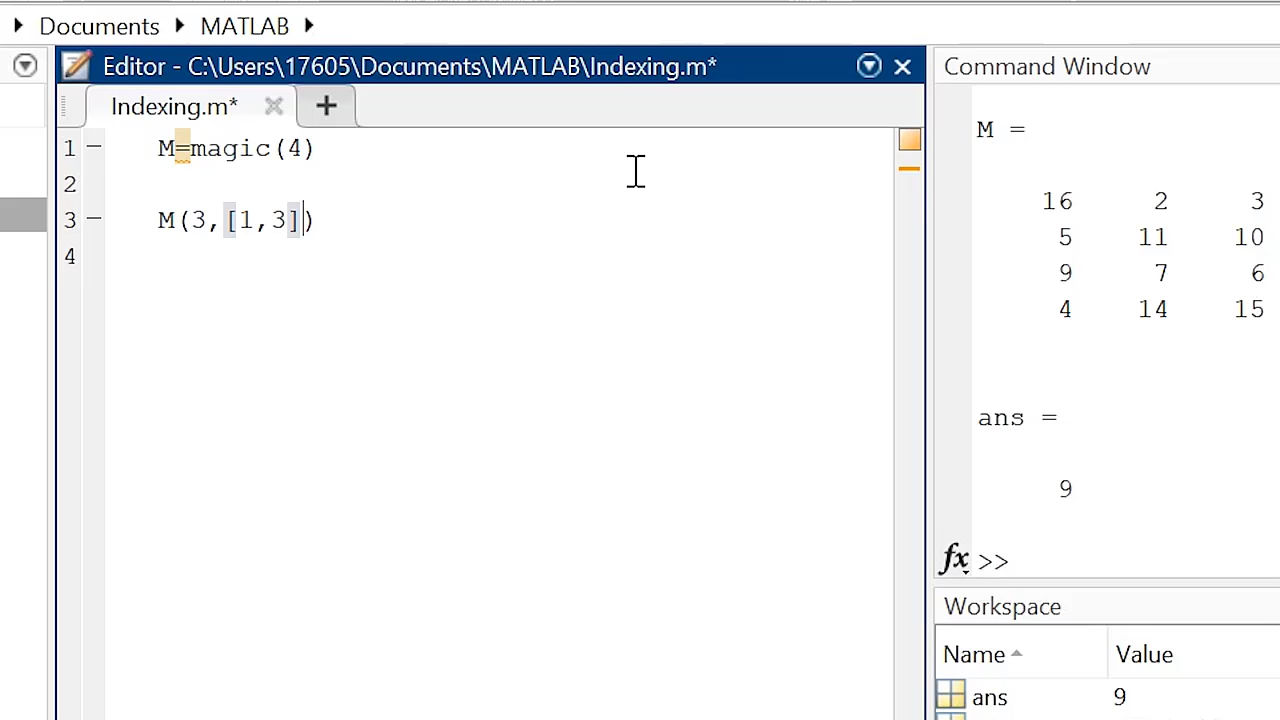 Documents MATLAB
Editor - C:\Users\17605\Documents\MATLAB\Indexing.m*
Indexing.m*
1 M=magic(4)
2
3 M(3,[1,3])
4
Command Window
M =
16 2 3
5 11 10
9 7 6
4 14 15
ans =
9
fx >>
Workspace
Name Value
ans 9